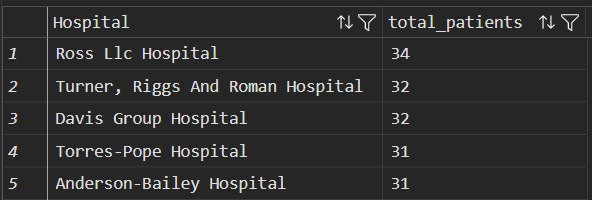 Hospital total_patients
1 Ross Llc Hospital 34
2 Turner, Riggs And Roman Hospital 32
3 Davis Group Hospital 32
4 Torres-Pope Hospital 31
5 Anderson-Bailey Hospital 31